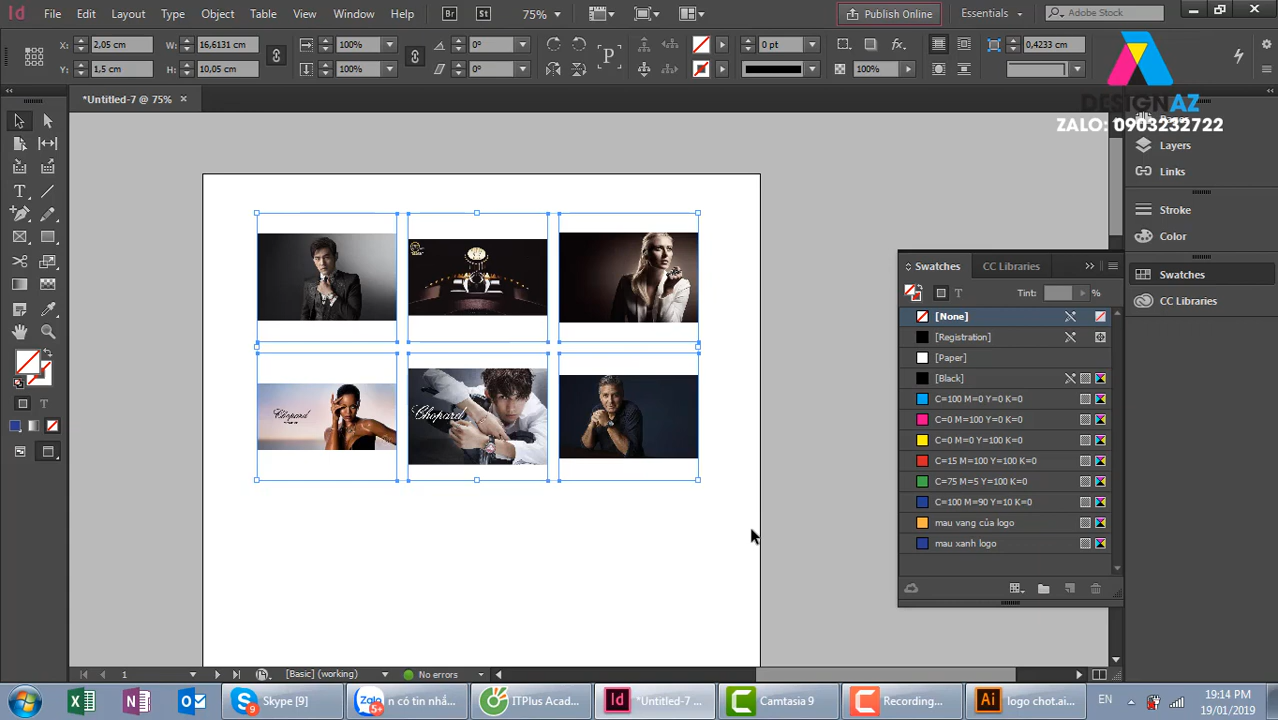 Id File Edit Layout Type Object Table View Window Help Br St 75% Publish Online Essentials Adobe Stock
X: 2,05 cm W: 16,6131 cm 100% 0° P 0 pt fx. 0,4233 cm
Y: 1,5 cm H: 10,05 cm 100% 0° 100%
*Untitled-7 @ 75%
DESIGNAZ
ZALO: 0903232722
Layers
Links
Stroke
Color
Swatches
CC Libraries
Swatches CC Libraries
Tint: %
[None]
[Registration]
[Paper]
[Black]
C=100 M=0 Y=0 K=0
C=0 M=100 Y=0 K=0
C=0 M=0 Y=100 K=0
C=15 M=100 Y=100 K=0
C=75 M=5 Y=100 K=0
C=100 M=90 Y=10 K=0
mau vang của logo
mau xanh logo
Chopard
Chopard
T
T
T
1 [Basic] (working) No errors
Skype [9] n có tin nhắ... ITPlus Acad... *Untitled-7 ... Camtasia 9 Recording... logo chot.ai... EN 19:14 PM
19/01/2019